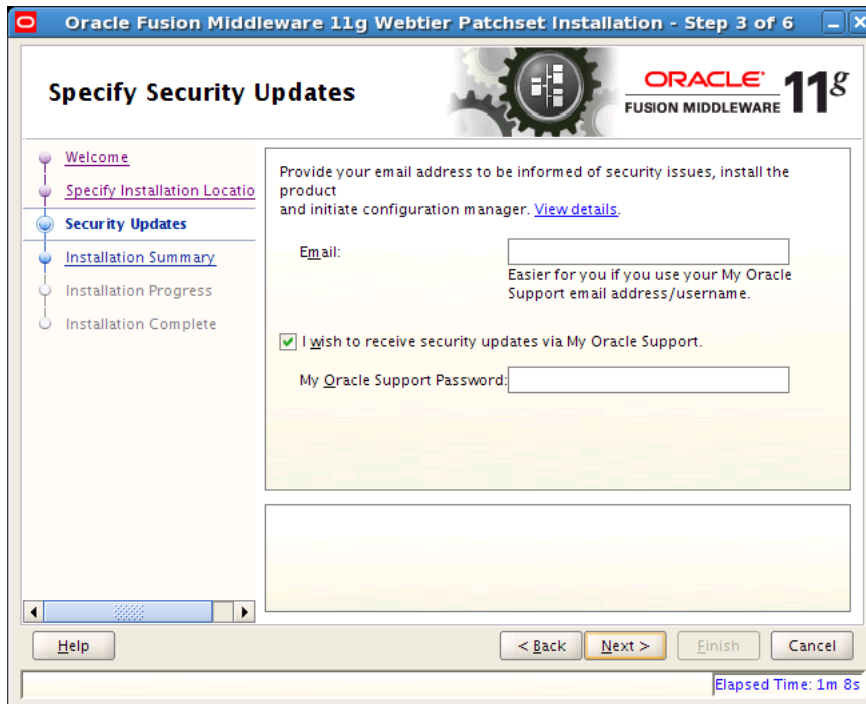 Oracle Fusion Middleware 11g Webtier Patchset Installation - Step 3 of 6
Specify Security Updates
ORACLE
FUSION MIDDLEWARE
11g
Welcome
Specify Installation Locatio
Security Updates
Installation Summary
Installation Progress
Installation Complete
Provide your email address to be informed of security issues, install the
product
and initiate configuration manager. View details.
Email:
Easier for you if you use your My Oracle
Support email address/username.
I wish to receive security updates via My Oracle Support.
My Oracle Support Password:
Help
< Back
Next >
Finish
Cancel
Elapsed Time: 1m 8s